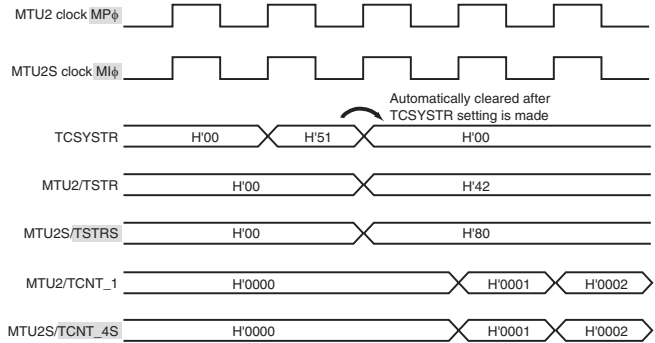 MTU2 clock MPφ
MTU2S clock MIφ
Automatically cleared after
TCSYSTR setting is made
TCSYSTR H'00 H'51 H'00
MTU2/TSTR H'00 H'42
MTU2S/TSTRS H'00 H'80
MTU2/TCNT_1 H'0000 H'0001 H'0002
MTU2S/TCNT_4S H'0000 H'0001 H'0002